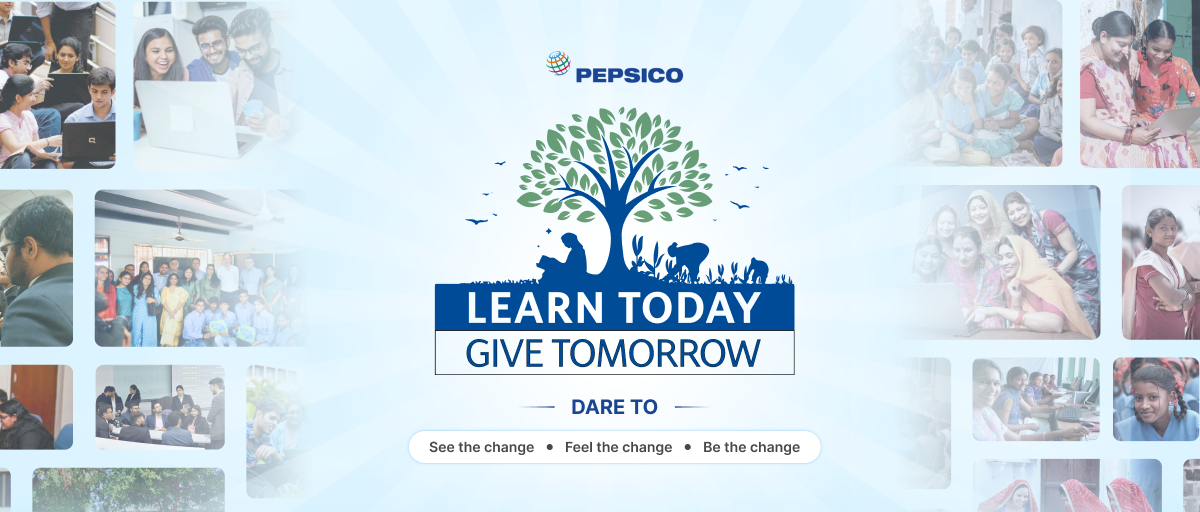 PEPSICO
LEARN TODAY
GIVE TOMORROW
DARE TO
See the change • Feel the change • Be the change